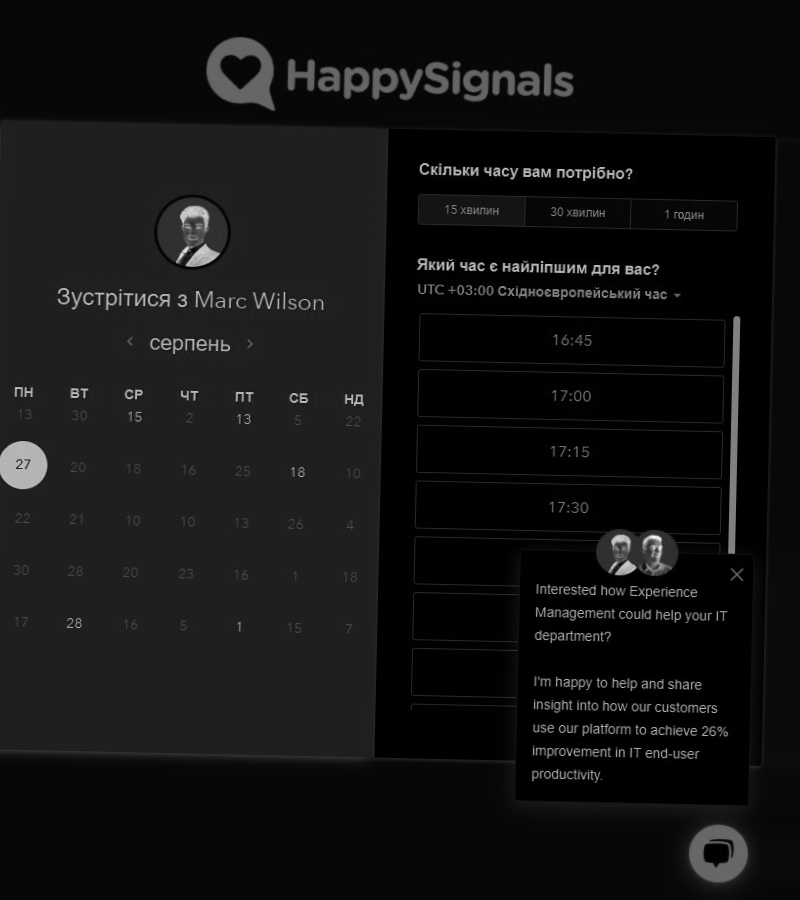 HappySignals
Зустрітися з Marc Wilson
серпень
ПН ВТ СР ЧТ ПТ СБ НД
13 30 15 2 13 5 22
27 20 18 16 25 18 10
22 21 10 10 13 26 4
30 28 20 23 16 1 18
17 28 16 5 1 15 7
Скільки часу вам потрібно?
15 хвилин 30 хвилин 1 годин
Який час є найліпшим для вас?
UTC +03:00 Східноєвропейський час
16:45
17:00
17:15
17:30
Interested how Experience
Management could help your IT
department?
I'm happy to help and share
insight into how our customers
use our platform to achieve 26%
improvement in IT end-user
productivity.